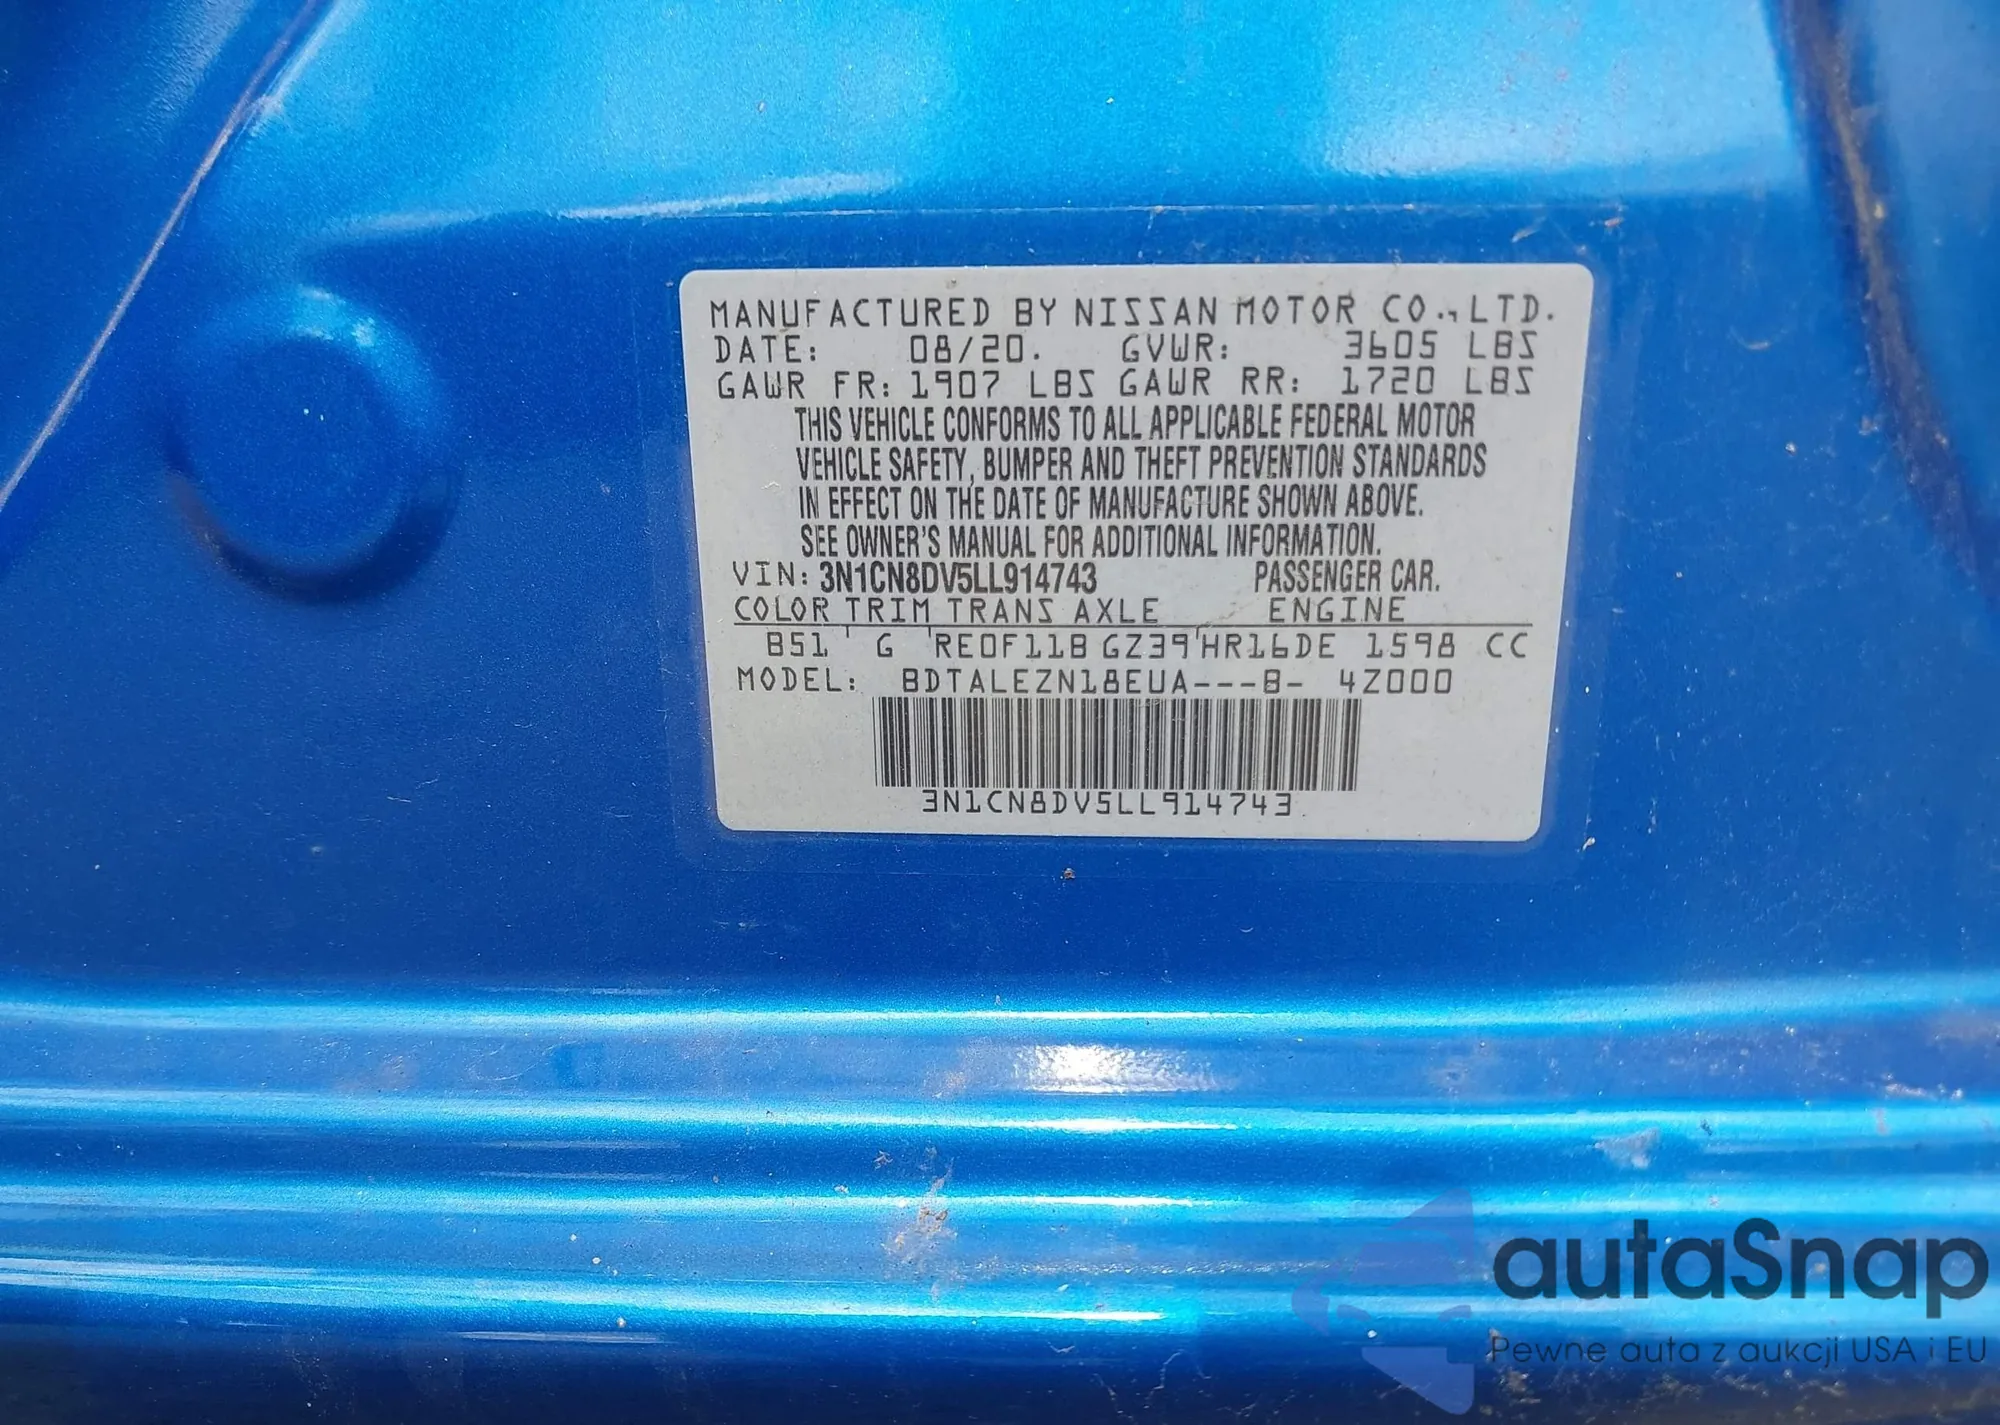 MANUFACTURED BY NISSAN MOTOR CO., LTD.
DATE: 08/20. GVWR: 3605 LBS
GAWR FR: 1907 LBS GAWR RR: 1720 LBS
THIS VEHICLE CONFORMS TO ALL APPLICABLE FEDERAL MOTOR
VEHICLE SAFETY, BUMPER AND THEFT PREVENTION STANDARDS
IN EFFECT ON THE DATE OF MANUFACTURE SHOWN ABOVE.
SEE OWNER'S MANUAL FOR ADDITIONAL INFORMATION.
VIN: 3N1CN8DV5LL914743 PASSENGER CAR.
COLOR TRIM TRANS AXLE ENGINE
B51 G RE0F11B GZ39 HR16DE 1598 CC
MODEL: BDTALEZN18EUA---B- 4Z000
3N1CN8DV5LL914743
autaSnap
Pewne auta z aukcji USA i EU